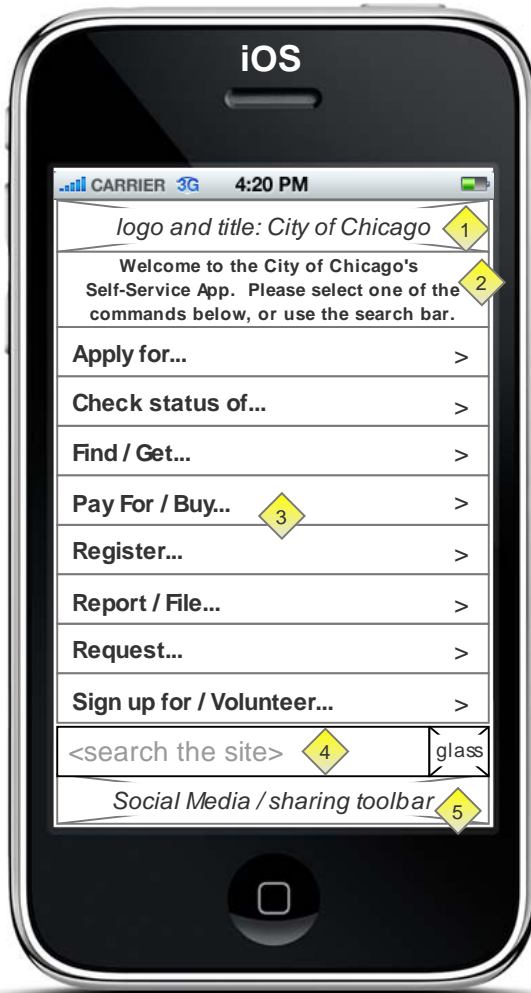 iOS
CARRIER 3G 4:20 PM
logo and title: City of Chicago 1
Welcome to the City of Chicago's 2
Self-Service App. Please select one of the
commands below, or use the search bar.
Apply for... >
Check status of... >
Find / Get... >
Pay For / Buy... 3 >
Register... >
Report / File... >
Request... >
Sign up for / Volunteer... >
<search the site> 4 glass
Social Media / sharing toolbar 5